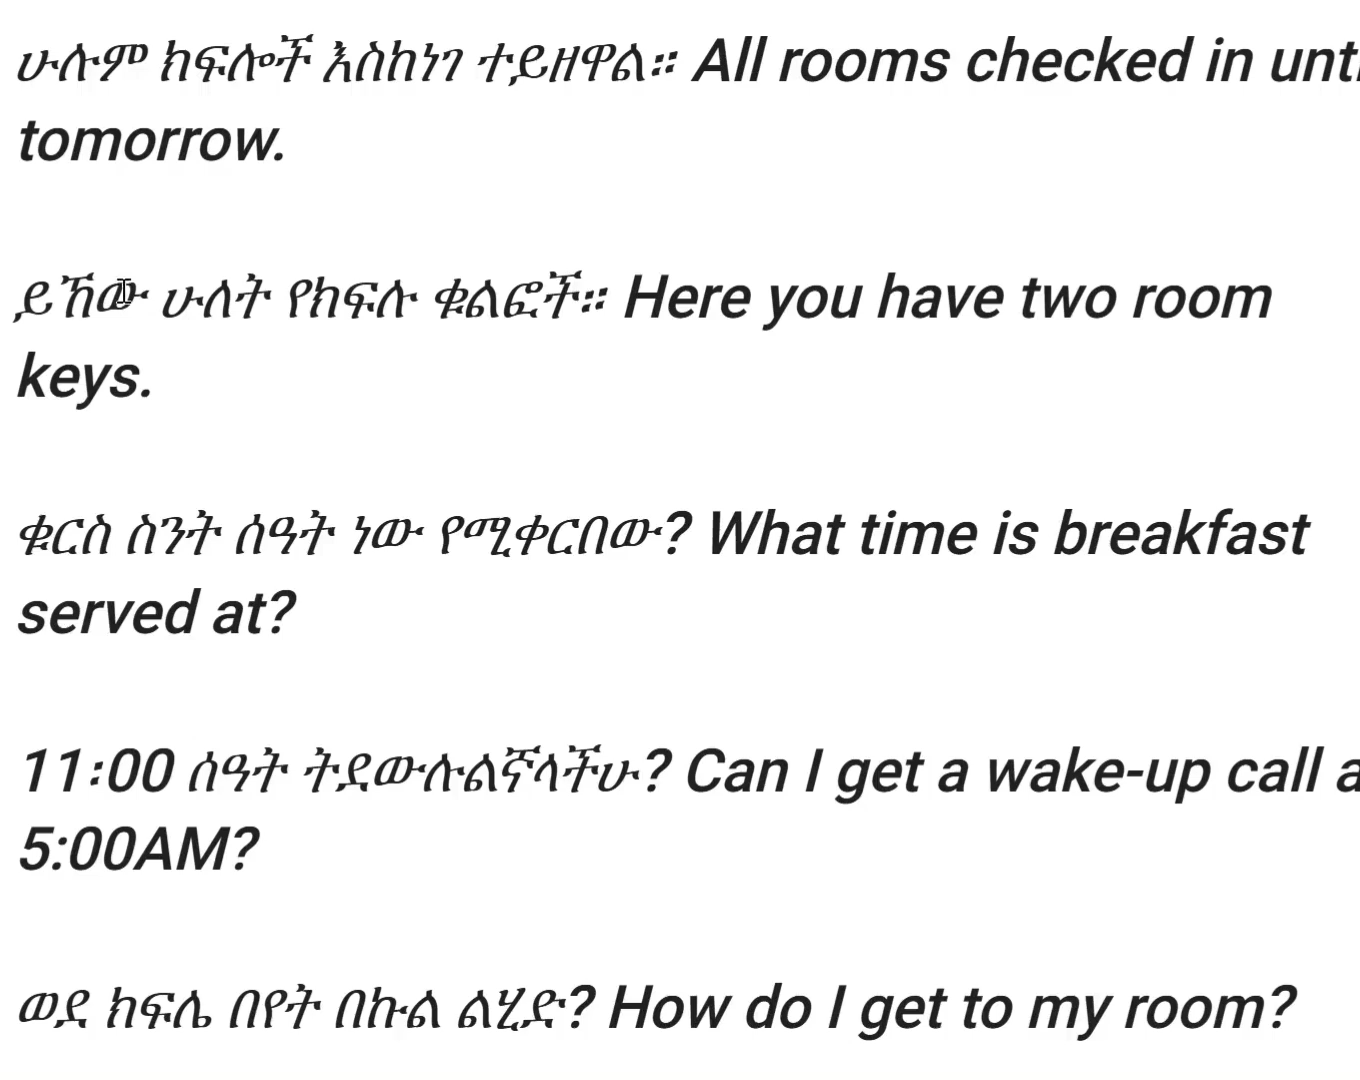 ሁሉም ክፍሎች እስከነገ ተይዘዋል። All rooms checked in unti
tomorrow.
ይኸው ሁለት የክፍሉ ቁልፎች። Here you have two room
keys.
ቁርስ ስንት ሰዓት ነው የሚቀርበው? What time is breakfast
served at?
11:00 ሰዓት ትደውሉልኛላችሁ? Can I get a wake-up call a
5:00AM?
ወደ ክፍሌ በየት በኩል ልሂድ? How do I get to my room?